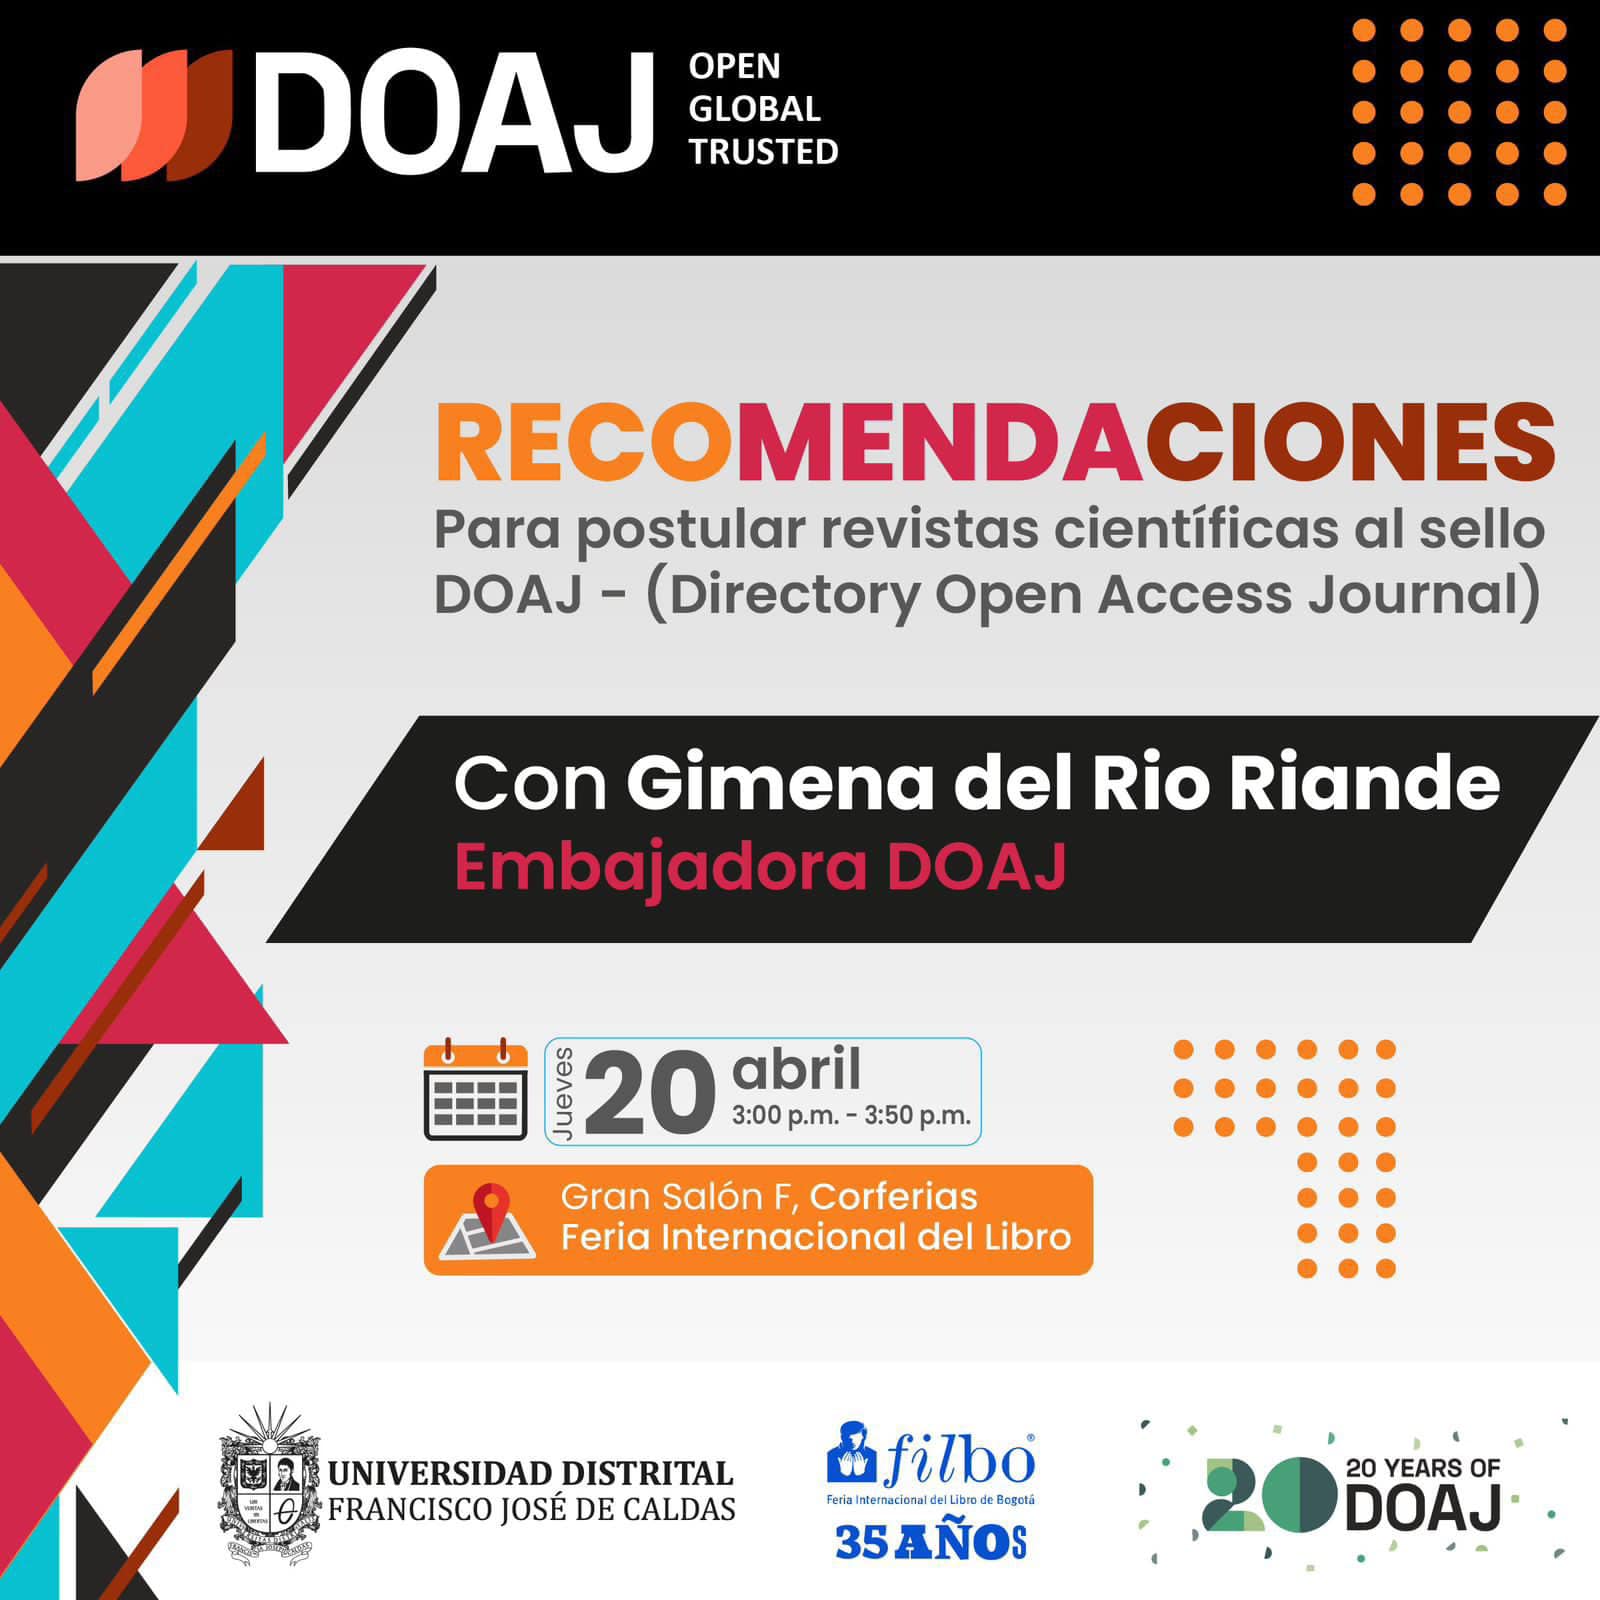 DOAJ
OPEN
GLOBAL
TRUSTED
RECOMENDACIONES
Para postular revistas científicas al sello
DOAJ - (Directory Open Access Journal)
Con Gimena del Rio Riande
Embajadora DOAJ
Jueves
20
abril
3:00 p.m. - 3:50 p.m.
Gran Salón F, Corferias
Feria Internacional del Libro
UNIVERSIDAD DISTRITAL
FRANCISCO JOSÉ DE CALDAS
filbo®
Feria Internacional del Libro de Bogotá
35 AÑOS
20
20 YEARS OF
DOAJ